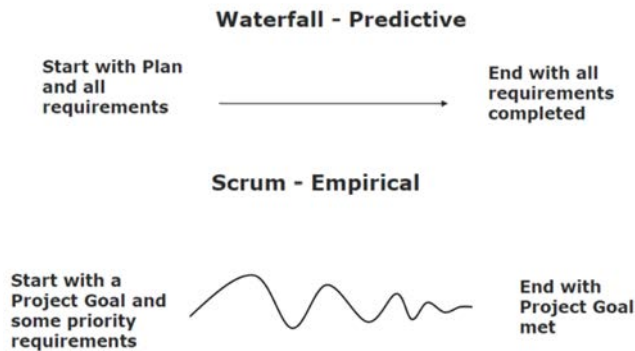 Waterfall - Predictive
Start with Plan
and all
requirements
End with all
requirements
completed
Scrum - Empirical
Start with a
Project Goal and
some priority
requirements
End with
Project Goal
met